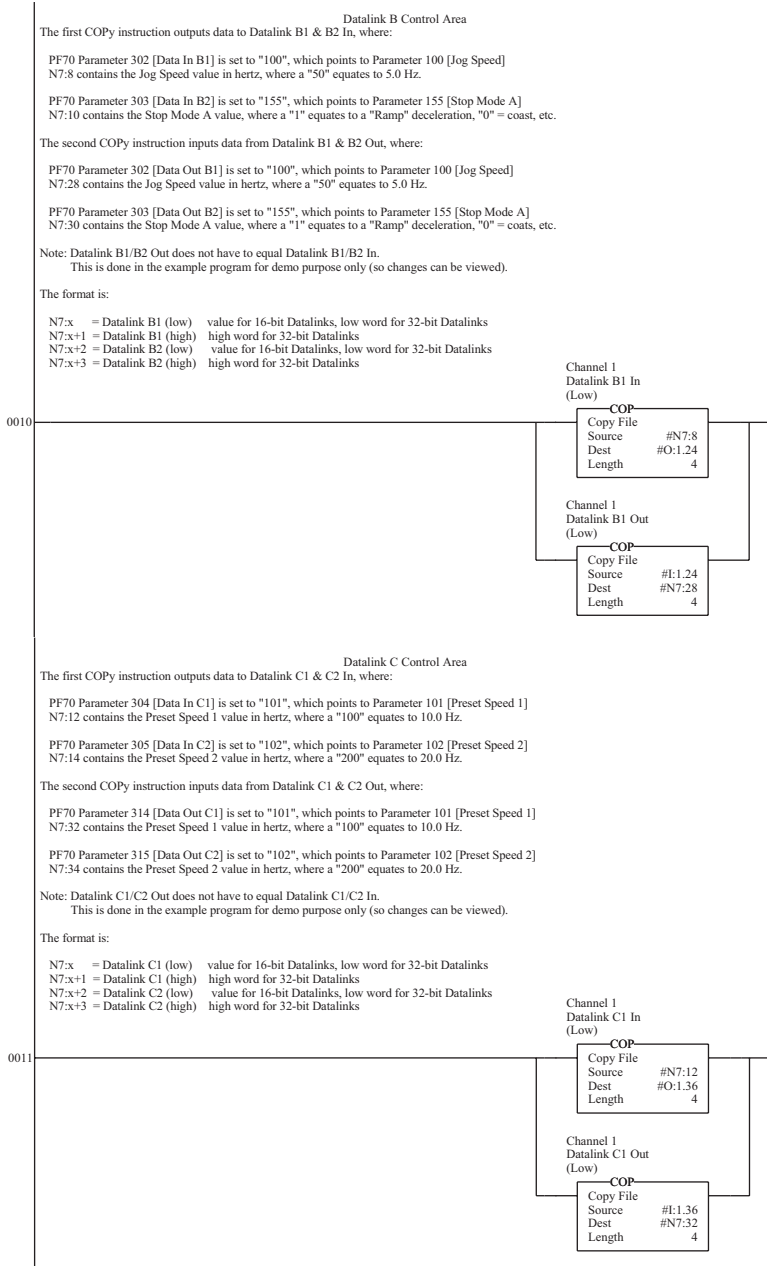 Datalink B Control Area
The first COPy instruction outputs data to Datalink B1 & B2 In, where:
PF70 Parameter 302 [Data In B1] is set to "100", which points to Parameter 100 [Jog Speed]
N7:8 contains the Jog Speed value in hertz, where a "50" equates to 5.0 Hz.
PF70 Parameter 303 [Data In B2] is set to "155", which points to Parameter 155 [Stop Mode A]
N7:10 contains the Stop Mode A value, where a "1" equates to a "Ramp" deceleration, "0" = coast, etc.
The second COPy instruction inputs data from Datalink B1 & B2 Out, where:
PF70 Parameter 302 [Data Out B1] is set to "100", which points to Parameter 100 [Jog Speed]
N7:28 contains the Jog Speed value in hertz, where a "50" equates to 5.0 Hz.
PF70 Parameter 303 [Data Out B2] is set to "155", which points to Parameter 155 [Stop Mode A]
N7:30 contains the Stop Mode A value, where a "1" equates to a "Ramp" deceleration, "0" = coats, etc.
Note: Datalink B1/B2 Out does not have to equal Datalink B1/B2 In.
This is done in the example program for demo purpose only (so changes can be viewed).
The format is:
N7:x = Datalink B1 (low) value for 16-bit Datalinks, low word for 32-bit Datalinks
N7:x+1 = Datalink B1 (high) high word for 32-bit Datalinks
N7:x+2 = Datalink B2 (low) value for 16-bit Datalinks, low word for 32-bit Datalinks
N7:x+3 = Datalink B2 (high) high word for 32-bit Datalinks
Channel 1
Datalink B1 In
(Low)
COP
0010
Copy File
Source #N7:8
Dest #O:1.24
Length 4
Channel 1
Datalink B1 Out
(Low)
COP
Copy File
Source #I:1.24
Dest #N7:28
Length 4
Datalink C Control Area
The first COPy instruction outputs data to Datalink C1 & C2 In, where:
PF70 Parameter 304 [Data In C1] is set to "101", which points to Parameter 101 [Preset Speed 1]
N7:12 contains the Preset Speed 1 value in hertz, where a "100" equates to 10.0 Hz.
PF70 Parameter 305 [Data In C2] is set to "102", which points to Parameter 102 [Preset Speed 2]
N7:14 contains the Preset Speed 2 value in hertz, where a "200" equates to 20.0 Hz.
The second COPy instruction inputs data from Datalink C1 & C2 Out, where:
PF70 Parameter 314 [Data Out C1] is set to "101", which points to Parameter 101 [Preset Speed 1]
N7:32 contains the Preset Speed 1 value in hertz, where a "100" equates to 10.0 Hz.
PF70 Parameter 315 [Data Out C2] is set to "102", which points to Parameter 102 [Preset Speed 2]
N7:34 contains the Preset Speed 2 value in hertz, where a "200" equates to 20.0 Hz.
Note: Datalink C1/C2 Out does not have to equal Datalink C1/C2 In.
This is done in the example program for demo purpose only (so changes can be viewed).
The format is:
N7:x = Datalink C1 (low) value for 16-bit Datalinks, low word for 32-bit Datalinks
N7:x+1 = Datalink C1 (high) high word for 32-bit Datalinks
N7:x+2 = Datalink C2 (low) value for 16-bit Datalinks, low word for 32-bit Datalinks
N7:x+3 = Datalink C2 (high) high word for 32-bit Datalinks
Channel 1
Datalink C1 In
(Low)
COP
0011
Copy File
Source #N7:12
Dest #O:1.36
Length 4
Channel 1
Datalink C1 Out
(Low)
COP
Copy File
Source #I:1.36
Dest #N7:32
Length 4